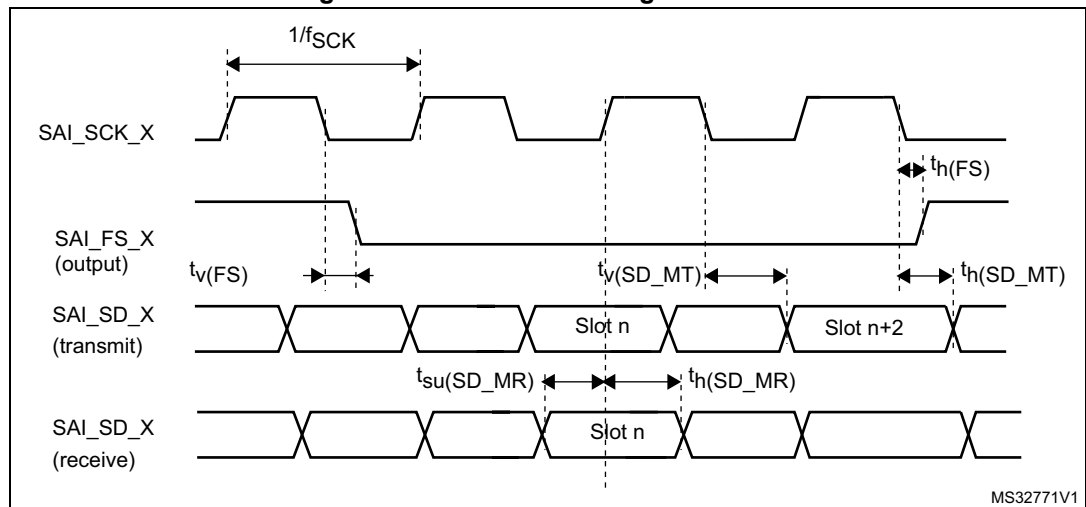 1/fSCK
SAI_SCK_X
th(FS)
SAI_FS_X
(output)
tv(FS)
tv(SD_MT)
th(SD_MT)
SAI_SD_X
(transmit)
Slot n
Slot n+2
tsu(SD_MR)
th(SD_MR)
SAI_SD_X
(receive)
Slot n
MS32771V1